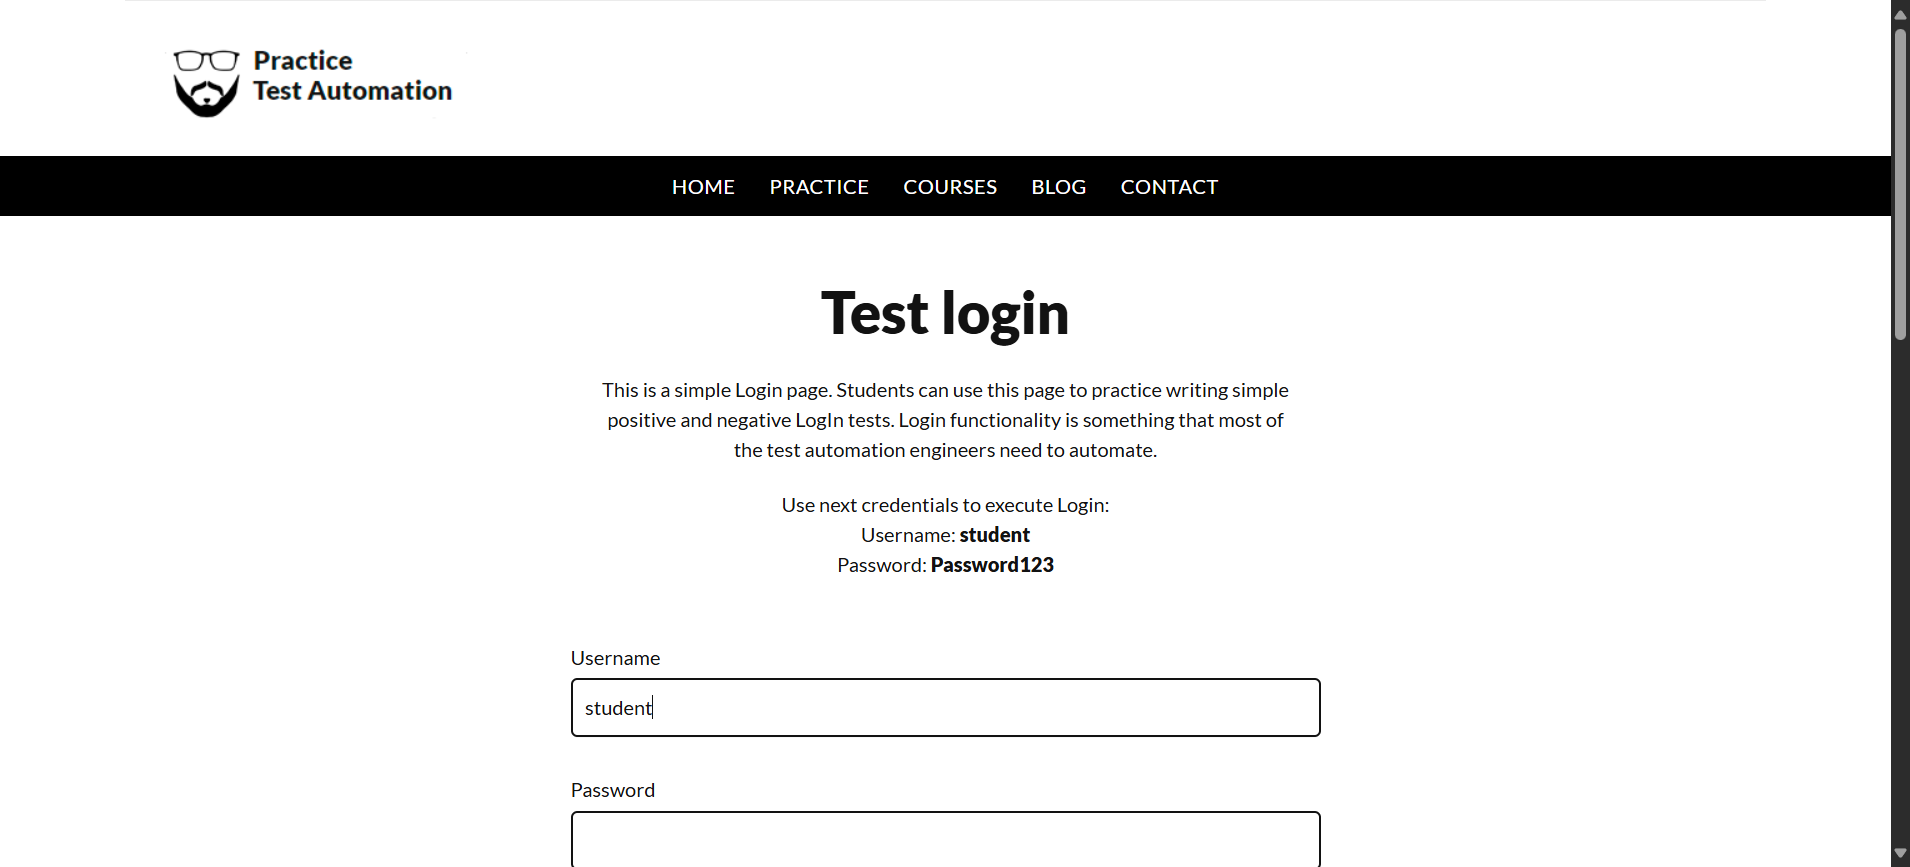 Practice
Test Automation
HOME PRACTICE COURSES BLOG CONTACT
Test login
This is a simple Login page. Students can use this page to practice writing simple
positive and negative LogIn tests. Login functionality is something that most of
the test automation engineers need to automate.
Use next credentials to execute Login:
Username: student
Password: Password123
Username
student
Password